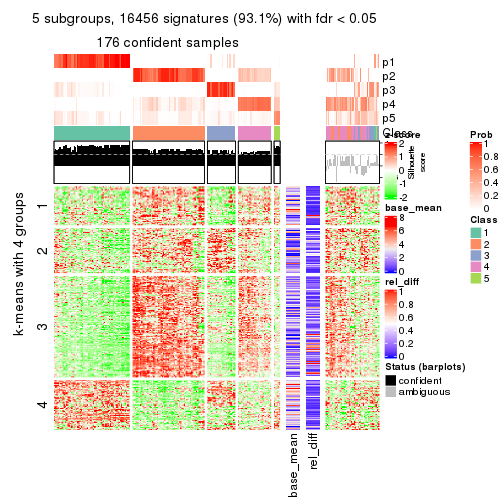 5 subgroups, 16456 signatures (93.1%) with fdr < 0.05
176 confident samples
p1
p2
p3
p4
p5
Class
z-score
2
1
0
-1
-2
Silhouette
score
base_mean
8
6
4
2
0
rel_diff
1
0.8
0.6
0.4
0.2
0
Status (barplots)
confident
ambiguous
Prob
1
0.8
0.6
0.4
0.2
0
Class
1
2
3
4
5
k-means with 4 groups
1
2
3
4
base_mean
rel_diff